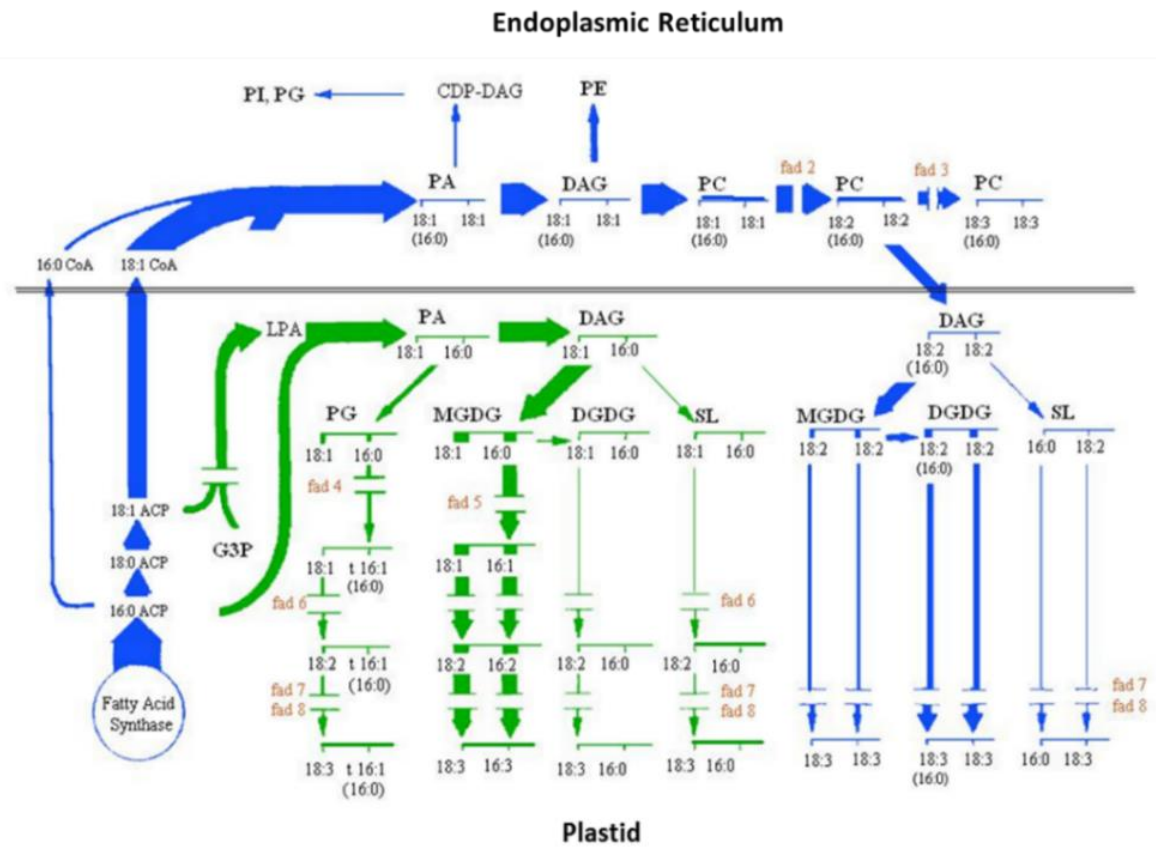 Endoplasmic Reticulum
PI, PG
CDP-DAG
PE
PA
DAG
PC
fad 2
PC
fad 3
PC
18:1 18:1
(16:0)
18:1 18:1
(16:0)
18:1 18:1
(16:0)
18:2 18:2
(16:0)
18:3 18:3
(16:0)
16:0 CoA
18:1 CoA
LPA
PA
18:1 16:0
DAG
18:1 16:0
DAG
18:2 18:2
(16:0)
PG
18:1 16:0
MGDG
18:1 16:0
DGDG
18:1 16:0
SL
18:1 16:0
MGDG
18:2 18:2
DGDG
18:2 18:2
(16:0)
SL
16:0 18:2
fad 4
fad 5
18:1 ACP
G3P
18:0 ACP
16:0 ACP
Fatty Acid
Synthase
18:1 t 16:1
(16:0)
18:1 16:1
fad 6
fad 6
18:2 t 16:1
(16:0)
18:2 16:2
18:2 16:0
18:2 16:0
fad 7
fad 8
fad 7
fad 8
fad 7
fad 8
18:3 t 16:1
(16:0)
18:3 16:3
18:3 16:0
18:3 16:0
18:3 18:3
18:3 18:3
(16:0)
16:0 18:3
Plastid